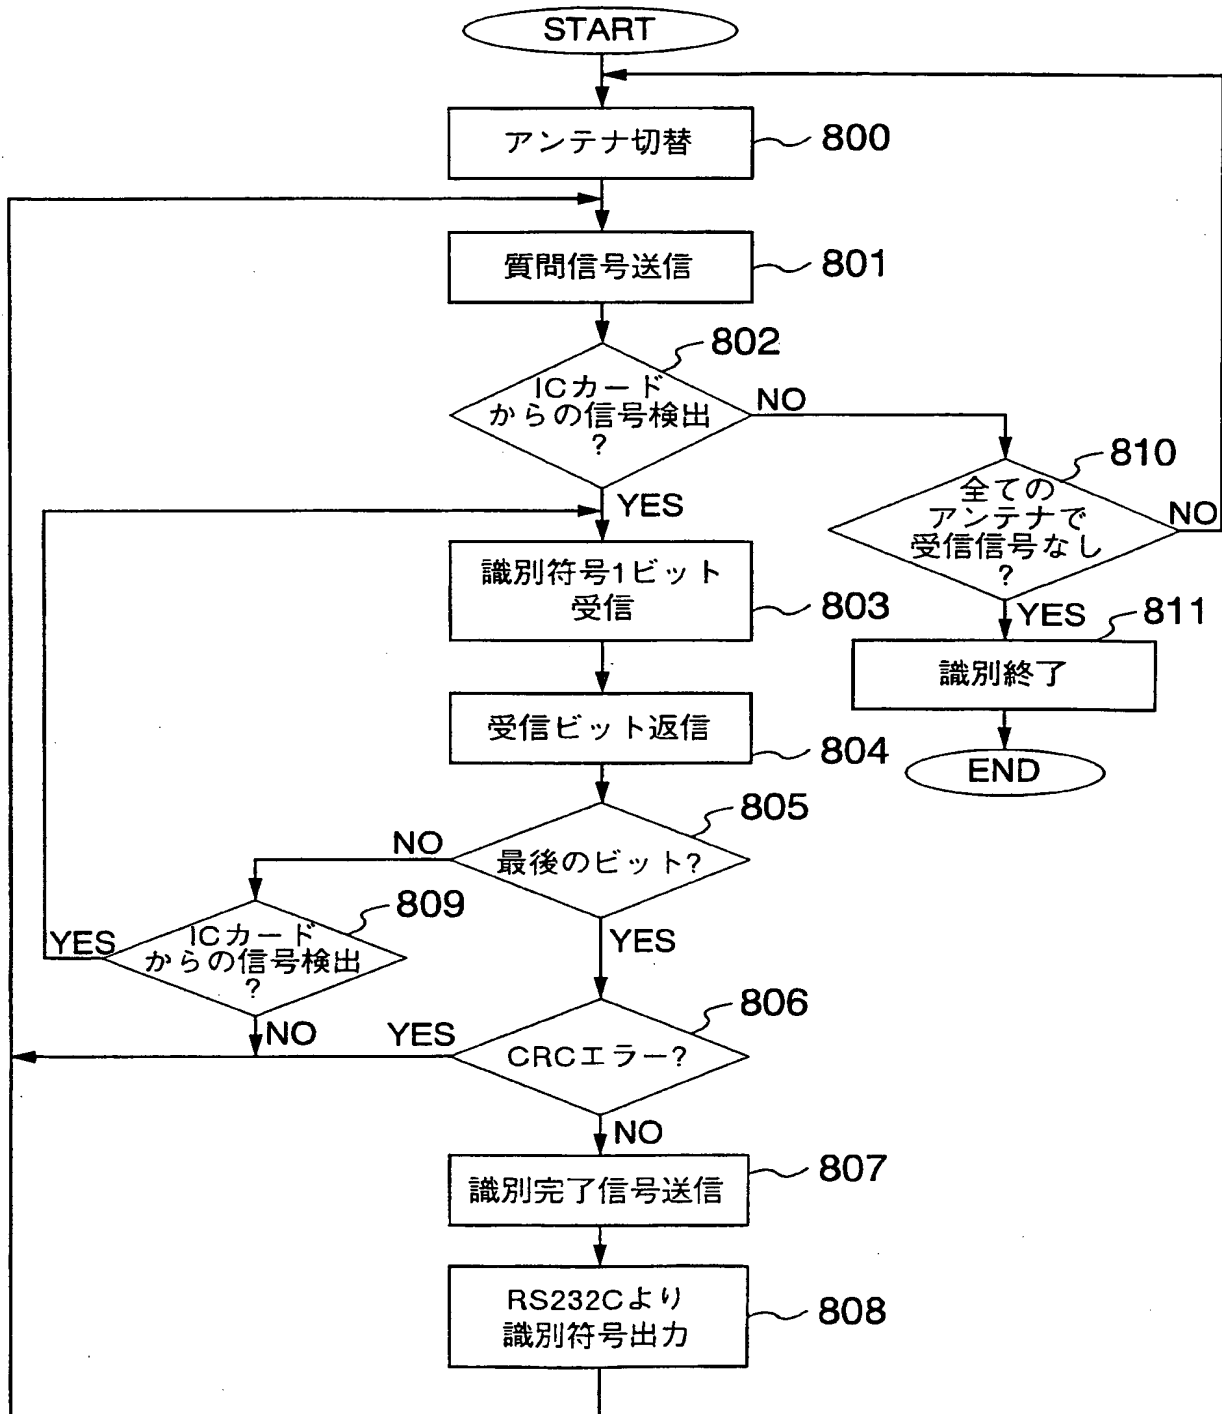 START
アンテナ切替
800
質問信号送信
801
802
ICカード
からの信号検出
?
NO
YES
810
全ての
アンテナで
受信信号なし
?
NO
YES
識別符号1ビット
受信
803
811
識別終了
END
受信ビット返信
804
805
最後のビット?
NO
YES
809
ICカード
からの信号検出
?
YES
NO
806
CRCエラー?
YES
NO
識別完了信号送信
807
RS232Cより
識別符号出力
808